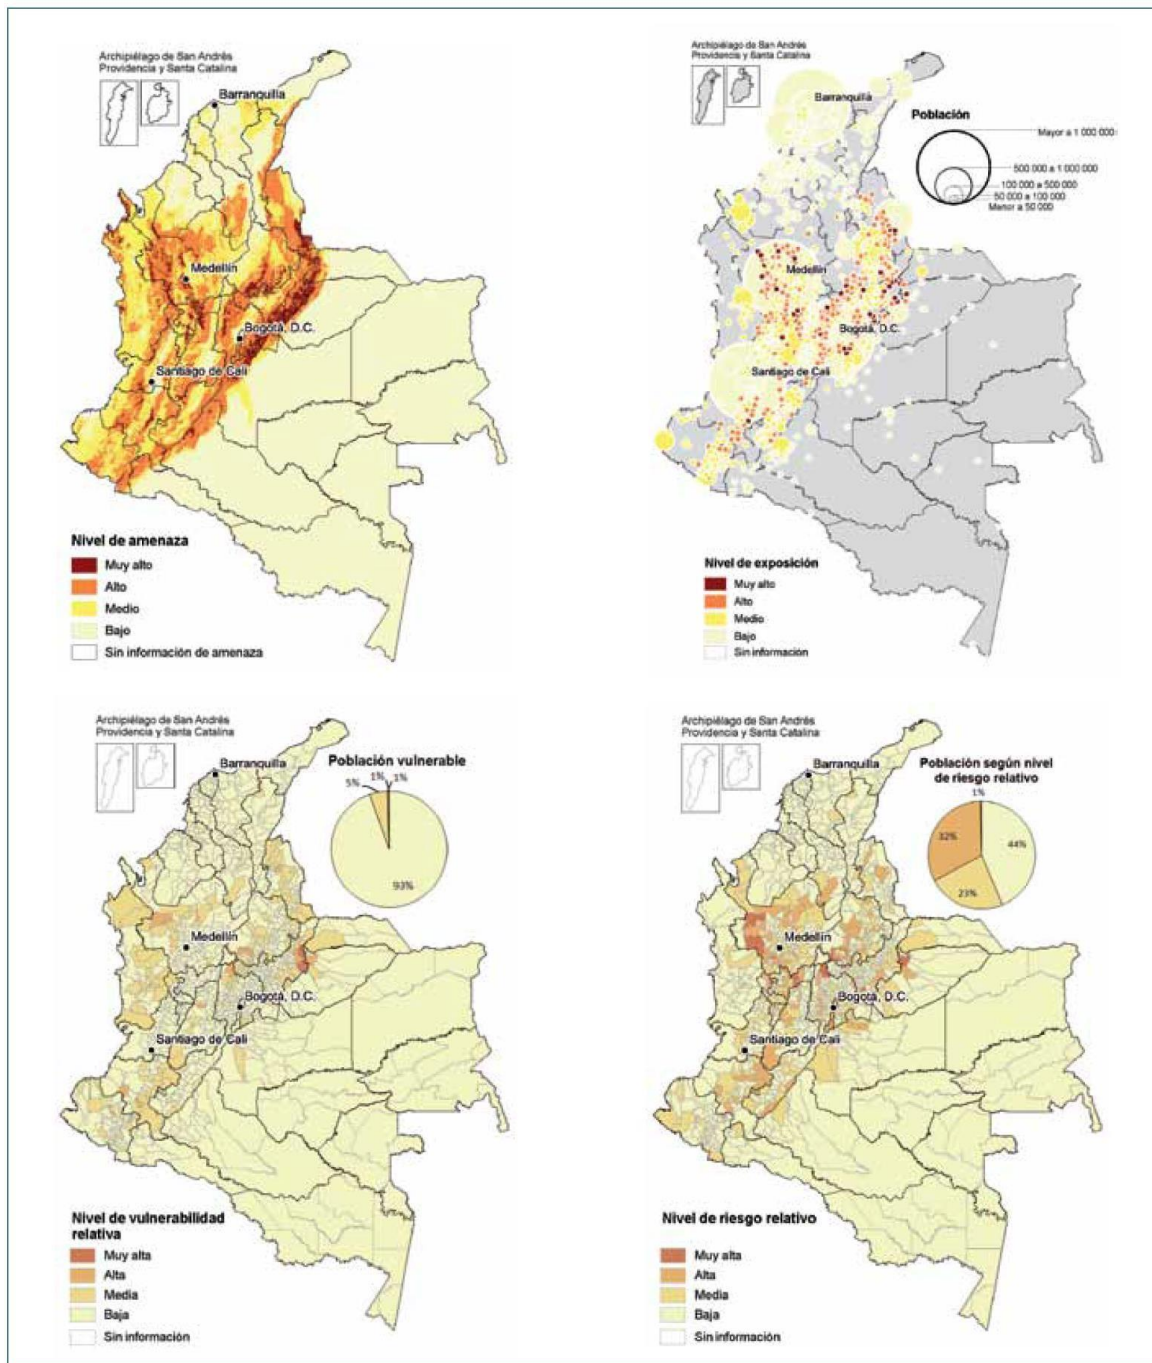 Archipiélago de San Andrés
Providencia y Santa Catalina
Barranquilla
Medellín
Bogotá, D.C.
Santiago de Cali
Nivel de amenaza
Muy alto
Alto
Medio
Bajo
Sin información de amenaza
Archipiélago de San Andrés
Providencia y Santa Catalina
Barranquilla
Población
Mayor a 1 000 000
500 000 a 1 000 000
100 000 a 500 000
50 000 a 100 000
Menor a 50 000
Medellín
Bogotá, D.C.
Santiago de Cali
Nivel de exposición
Muy alto
Alto
Medio
Bajo
Sin información
Archipiélago de San Andrés
Providencia y Santa Catalina
Barranquilla
Población vulnerable
5%
1%
1%
93%
Medellín
Bogotá, D.C.
Santiago de Cali
Nivel de vulnerabilidad
relativa
Muy alta
Alta
Media
Baja
Sin información
Archipiélago de San Andrés
Providencia y Santa Catalina
Barranquilla
Población según nivel
de riesgo relativo
1%
32%
44%
23%
Medellín
Bogotá, D.C.
Santiago de Cali
Nivel de riesgo relativo
Muy alta
Alta
Media
Baja
Sin información